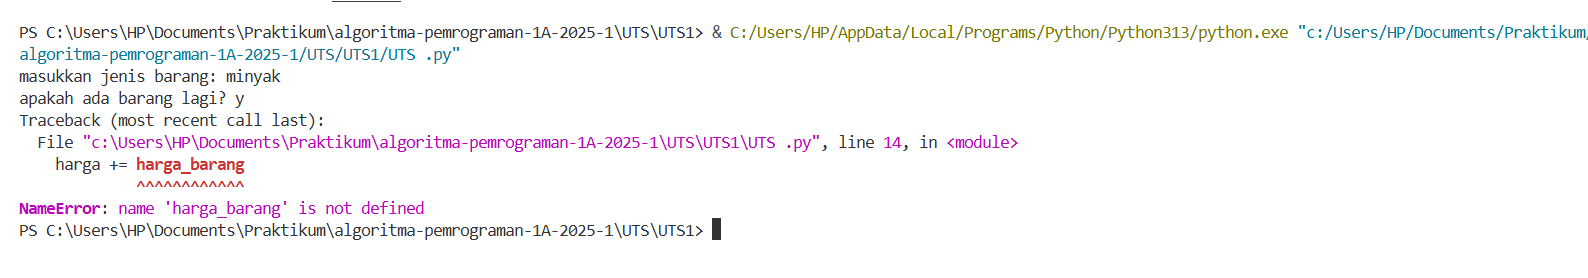 PS C:\Users\HP\Documents\Praktikum\algoritma-pemrograman-1A-2025-1\UTS\UTS1> & C:/Users/HP/AppData/Local/Programs/Python/Python313/python.exe "c:/Users/HP/Documents/Praktikum/
algoritma-pemrograman-1A-2025-1/UTS/UTS1/UTS .py"
masukkan jenis barang: minyak
apakah ada barang lagi? y
Traceback (most recent call last):
  File "c:\Users\HP\Documents\Praktikum\algoritma-pemrograman-1A-2025-1\UTS\UTS1\UTS .py", line 14, in <module>
    harga += harga_barang
             ^^^^^^^^^^^^
NameError: name 'harga_barang' is not defined
PS C:\Users\HP\Documents\Praktikum\algoritma-pemrograman-1A-2025-1\UTS\UTS1>